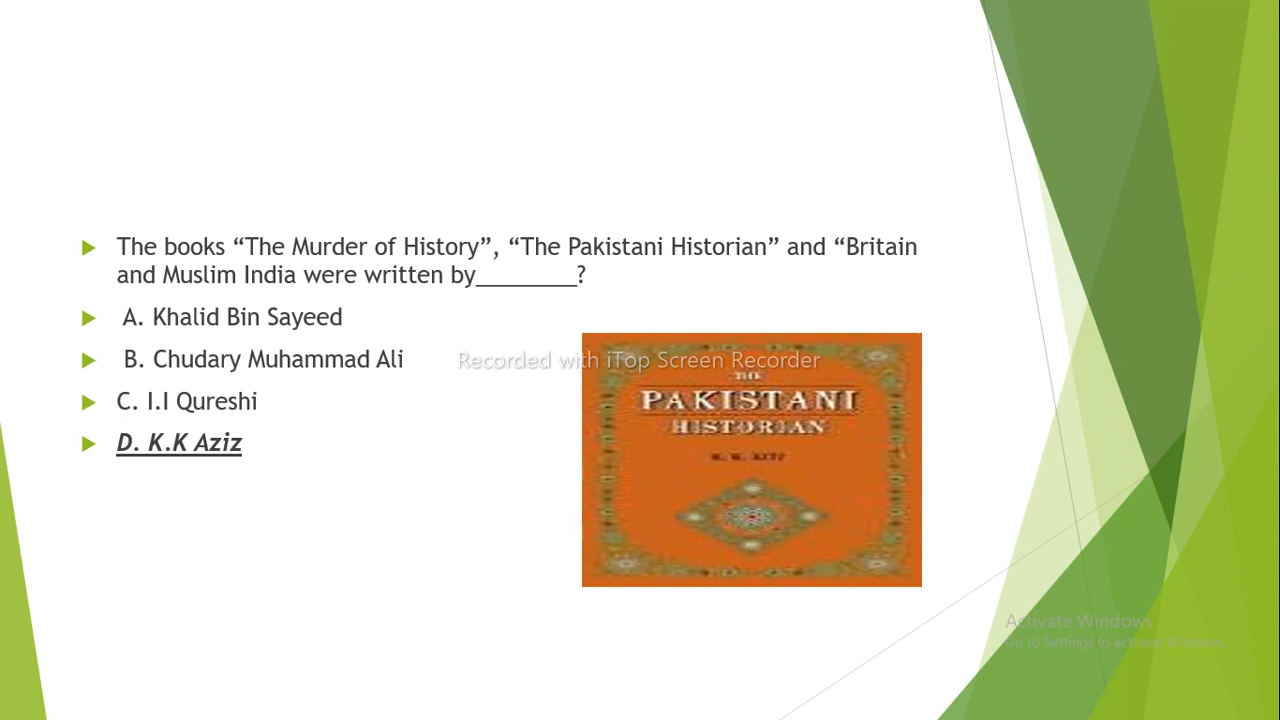 The books “The Murder of History”, “The Pakistani Historian” and “Britain
and Muslim India were written by________?
A. Khalid Bin Sayeed
B. Chudary Muhammad Ali
Recorded with iTop Screen Recorder
C. I.I Qureshi
D. K.K Aziz
THE
PAKISTANI
HISTORIAN
K. K. AZIZ
Activate Windows
Go to Settings to activate Windows.